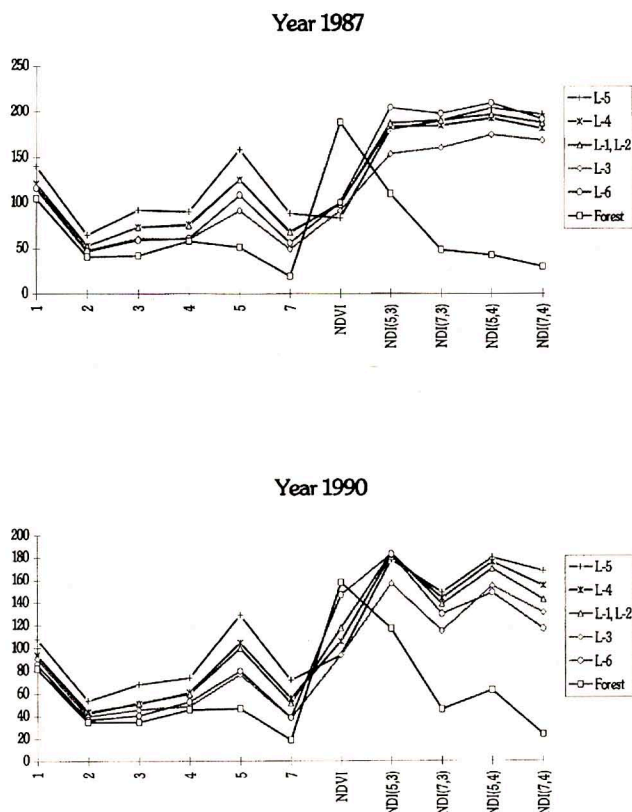 Year 1987
250
200
150
100
50
0
1
2
3
4
5
7
NDVI
NDI(5,3)
NDI(7,3)
NDI(5,4)
NDI(7,4)
L-5
L-4
L-1, L-2
L-3
L-6
Forest
Year 1990
200
180
160
140
120
100
80
60
40
20
0
1
2
3
4
5
7
NDVI
NDI(5,3)
NDI(7,3)
NDI(5,4)
NDI(7,4)
L-5
L-4
L-1, L-2
L-3
L-6
Forest